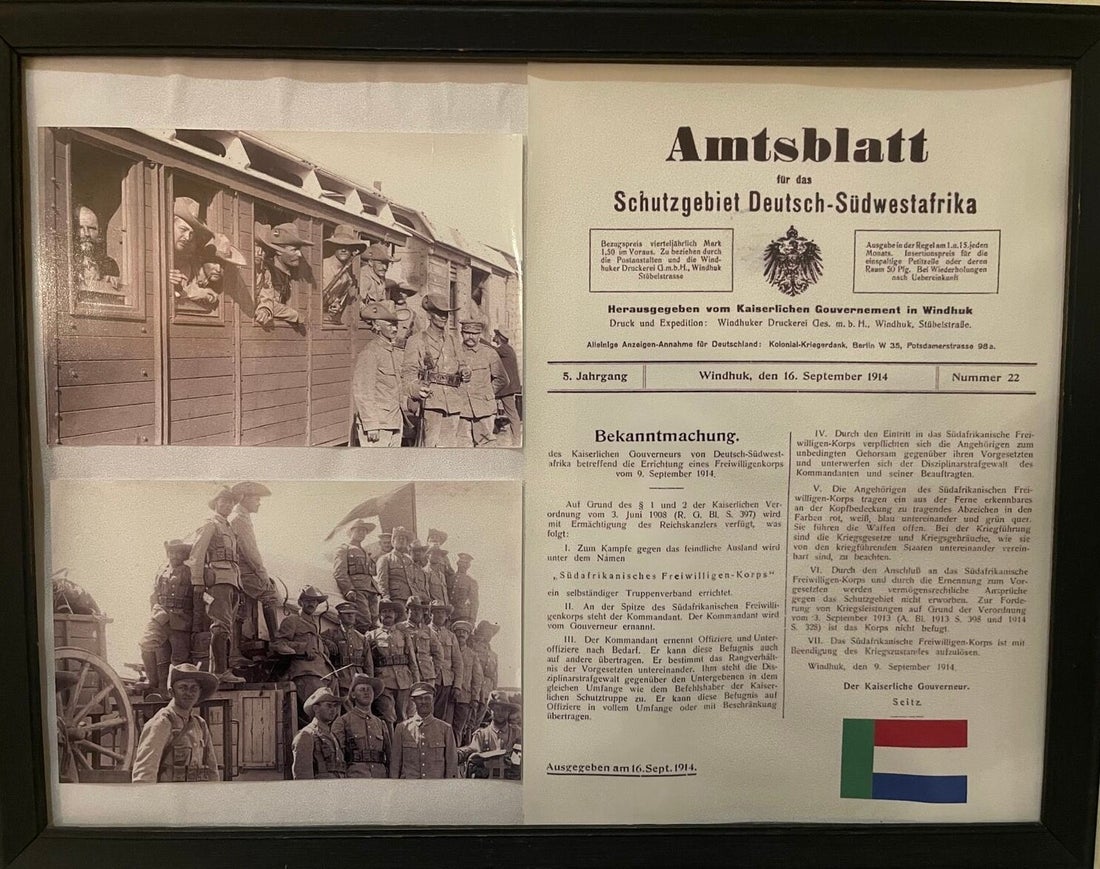 Amtsblatt
für das
Schutzgebiet Deutsch-Südwestafrika
Bezugspreis vierteljährlich Mark
1,50 im Voraus. Zu beziehen durch
die Postanstalten und die Wind-
huker Druckerei G.m.b.H., Windhuk
Stübelstrasse
Ausgabe in der Regel am 1. u. 15. jeden
Monats. Insertionspreis für die
einspaltige Petitzeile oder deren
Raum 50 Pfg. Bei Wiederholungen
nach Uebereinkunft
Herausgegeben vom Kaiserlichen Gouvernement in Windhuk
Druck und Expedition: Windhuker Druckerei Ges. m. b. H., Windhuk, Stübelstraße.
Alleinige Anzeigen-Annahme für Deutschland: Kolonial-Kriegerdank, Berlin W 35, Potsdamerstrasse 98a.
5. Jahrgang
Windhuk, den 16. September 1914
Nummer 22
Bekanntmachung.
des Kaiserlichen Gouverneurs von Deutsch-Südwest-
afrika betreffend die Errichtung eines Freiwilligenkorps
vom 9. September 1914.
Auf Grund des § 1 und 2 der Kaiserlichen Ver-
ordnung vom 3. Juni 1908 (R. G. Bl. S. 397) wird
mit Ermächtigung des Reichskanzlers verfügt, was
folgt:
I. Zum Kampfe gegen das feindliche Ausland wird
unter dem Namen
„Südafrikanisches Freiwilligen-Korps“
ein selbständiger Truppenverband errichtet.
II. An der Spitze des Südafrikanischen Freiwilli-
genkorps steht der Kommandant. Der Kommandant wird
vom Gouverneur ernannt.
III. Der Kommandant ernennt Offiziere und Unter-
offiziere nach Bedarf. Er kann diese Befugnis auch
auf andere übertragen. Er bestimmt das Rangverhält-
nis der Vorgesetzten untereinander. Ihm steht die Dis-
ziplinarstrafgewalt gegenüber den Untergebenen in dem
gleichen Umfange wie dem Befehlshaber der Kaiser-
lichen Schutztruppe zu. Er kann diese Befugnis auf
Offiziere in vollem Umfange oder mit Beschränkung
übertragen.
Ausgegeben am 16. Sept. 1914.
IV. Durch den Eintritt in das Südafrikanische Frei-
willigen-Korps verpflichten sich die Angehörigen zum
unbedingten Gehorsam gegenüber ihren Vorgesetzten
und unterwerfen sich der Disziplinarstrafgewalt des
Kommandanten und seiner Beauftragten.
V. Die Angehörigen des Südafrikanischen Frei-
willigen-Korps tragen ein aus der Ferne erkennbares
an der Kopfbedeckung zu tragendes Abzeichen in den
Farben rot, weiß, blau untereinander und grün quer.
Sie führen die Waffen offen. Bei der Kriegführung
sind die Kriegsgesetze und Kriegsgebräuche, wie sie
von den kriegführenden Staaten untereinander verein-
bart sind, zu beachten.
VI. Durch den Anschluß an das Südafrikanische
Freiwilligen-Korps und durch die Ernennung zum Vor-
gesetzten werden vermögensrechtliche Ansprüche
gegen das Schutzgebiet nicht erworben. Zur Forde-
rung von Kriegsleistungen auf Grund der Verordnung
vom 3. September 1913 (A. Bl. 1913 S. 398 und 1914
S. 328) ist das Korps nicht befugt.
VII. Das Südafrikanische Freiwilligen-Korps ist mit
Beendigung des Kriegszustandes aufzulösen.
Windhuk, den 9. September 1914.
Der Kaiserliche Gouverneur.
Seitz.